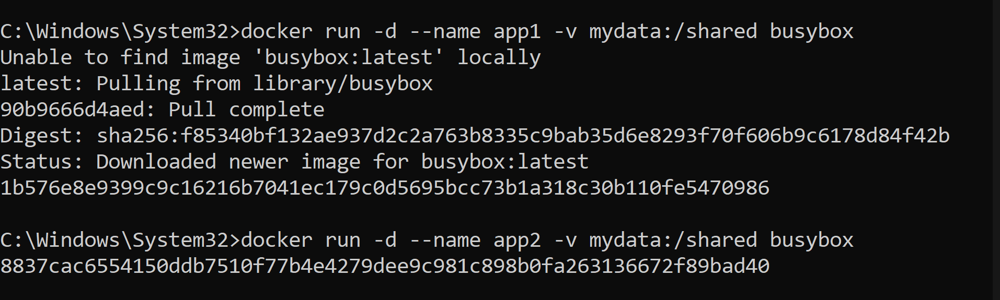 C:\Windows\System32>docker run -d --name app1 -v mydata:/shared busybox
Unable to find image 'busybox:latest' locally
latest: Pulling from library/busybox
90b9666d4aed: Pull complete
Digest: sha256:f85340bf132ae937d2c2a763b8335c9bab35d6e8293f70f606b9c6178d84f42b
Status: Downloaded newer image for busybox:latest
1b576e8e9399c9c16216b7041ec179c0d5695bcc73b1a318c30b110fe5470986
C:\Windows\System32>docker run -d --name app2 -v mydata:/shared busybox
8837cac6554150ddb7510f77b4e4279dee9c981c898b0fa263136672f89bad40